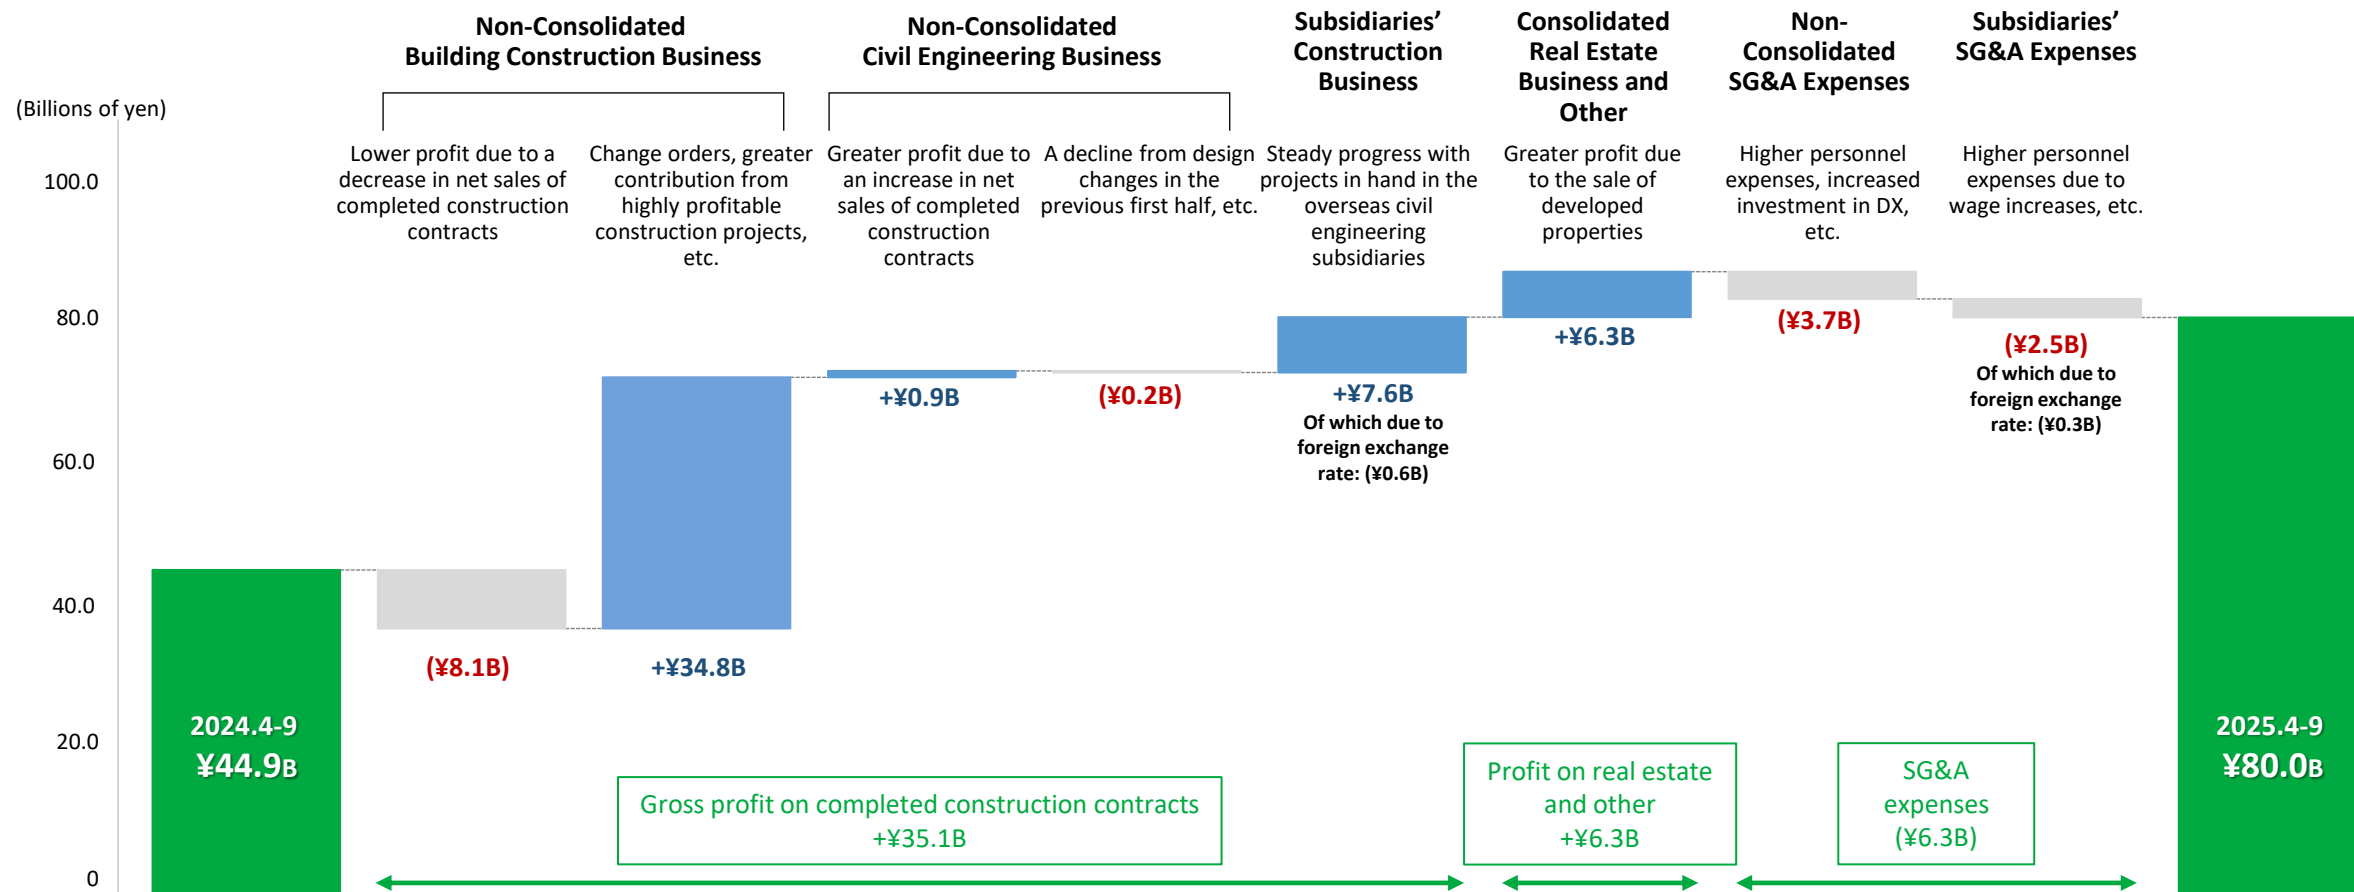 Non-Consolidated
Building Construction Business
Non-Consolidated
Civil Engineering Business
Subsidiaries’
Construction
Business
Consolidated
Real Estate
Business and
Other
Non-
Consolidated
SG&A Expenses
Subsidiaries’
SG&A Expenses
(Billions of yen)
Lower profit due to a
decrease in net sales of
completed construction
contracts
Change orders, greater
contribution from
highly profitable
construction projects,
etc.
Greater profit due to
an increase in net
sales of completed
construction
contracts
A decline from design
changes in the
previous first half, etc.
Steady progress with
projects in hand in the
overseas civil
engineering
subsidiaries
Greater profit due
to the sale of
developed
properties
Higher personnel
expenses, increased
investment in DX,
etc.
Higher personnel
expenses due to
wage increases, etc.
100.0
80.0
60.0
40.0
20.0
0
2024.4-9
¥44.9B
(¥8.1B)
+¥34.8B
+¥0.9B
(¥0.2B)
+¥7.6B
Of which due to
foreign exchange
rate: (¥0.6B)
+¥6.3B
(¥3.7B)
(¥2.5B)
Of which due to
foreign exchange
rate: (¥0.3B)
2025.4-9
¥80.0B
Gross profit on completed construction contracts
+¥35.1B
Profit on real estate
and other
+¥6.3B
SG&A
expenses
(¥6.3B)